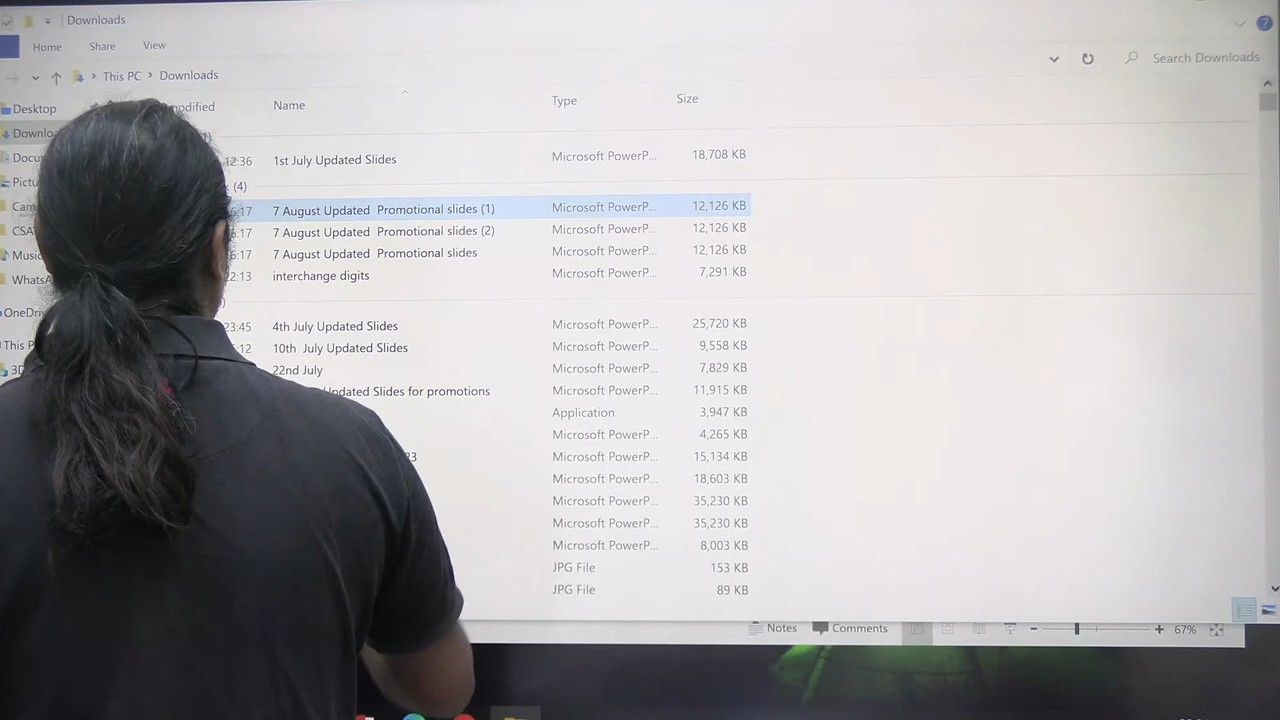 Downloads
Home Share View
This PC > Downloads Search Downloads
Desktop modified Name Type Size
12:36 1st July Updated Slides Microsoft PowerP... 18,708 KB
(4)
7 August Updated Promotional slides (1) Microsoft PowerP... 12,126 KB
7 August Updated Promotional slides (2) Microsoft PowerP... 12,126 KB
Music 7 August Updated Promotional slides Microsoft PowerP... 12,126 KB
22:13 interchange digits Microsoft PowerP... 7,291 KB
23:45 4th July Updated Slides Microsoft PowerP... 25,720 KB
This P :12 10th July Updated Slides Microsoft PowerP... 9,558 KB
3D 22nd July Microsoft PowerP... 7,829 KB
Updated Slides for promotions Microsoft PowerP... 11,915 KB
Application 3,947 KB
Microsoft PowerP... 4,265 KB
Microsoft PowerP... 15,134 KB
Microsoft PowerP... 18,603 KB
Microsoft PowerP... 35,230 KB
Microsoft PowerP... 35,230 KB
Microsoft PowerP... 8,003 KB
JPG File 153 KB
JPG File 89 KB
Notes Comments 67%